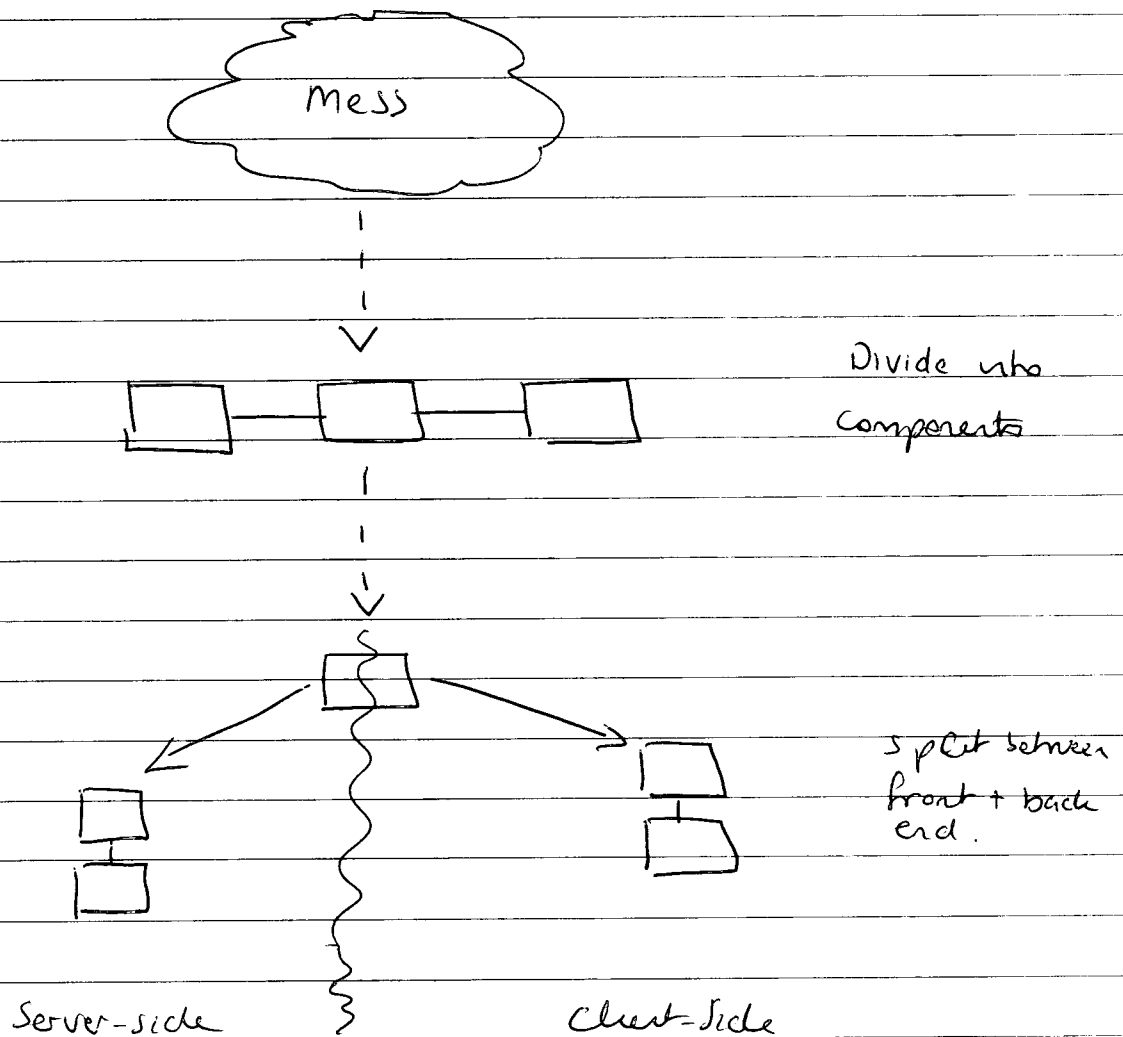 Mess
Divide into
components
split between
front + back
end.
Server-side
Client-side